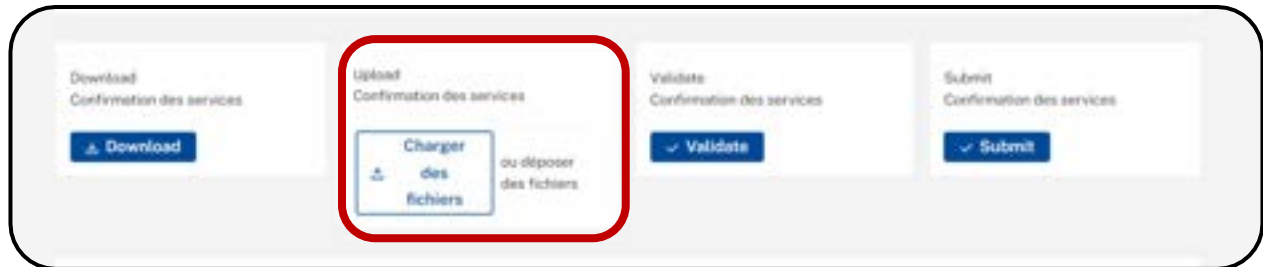 Download
Confirmation des services
Download
Upload
Confirmation des services
Charger
des
fichiers
ou déposer
des fichiers
Validate
Confirmation des services
Validate
Submit
Confirmation des services
Submit